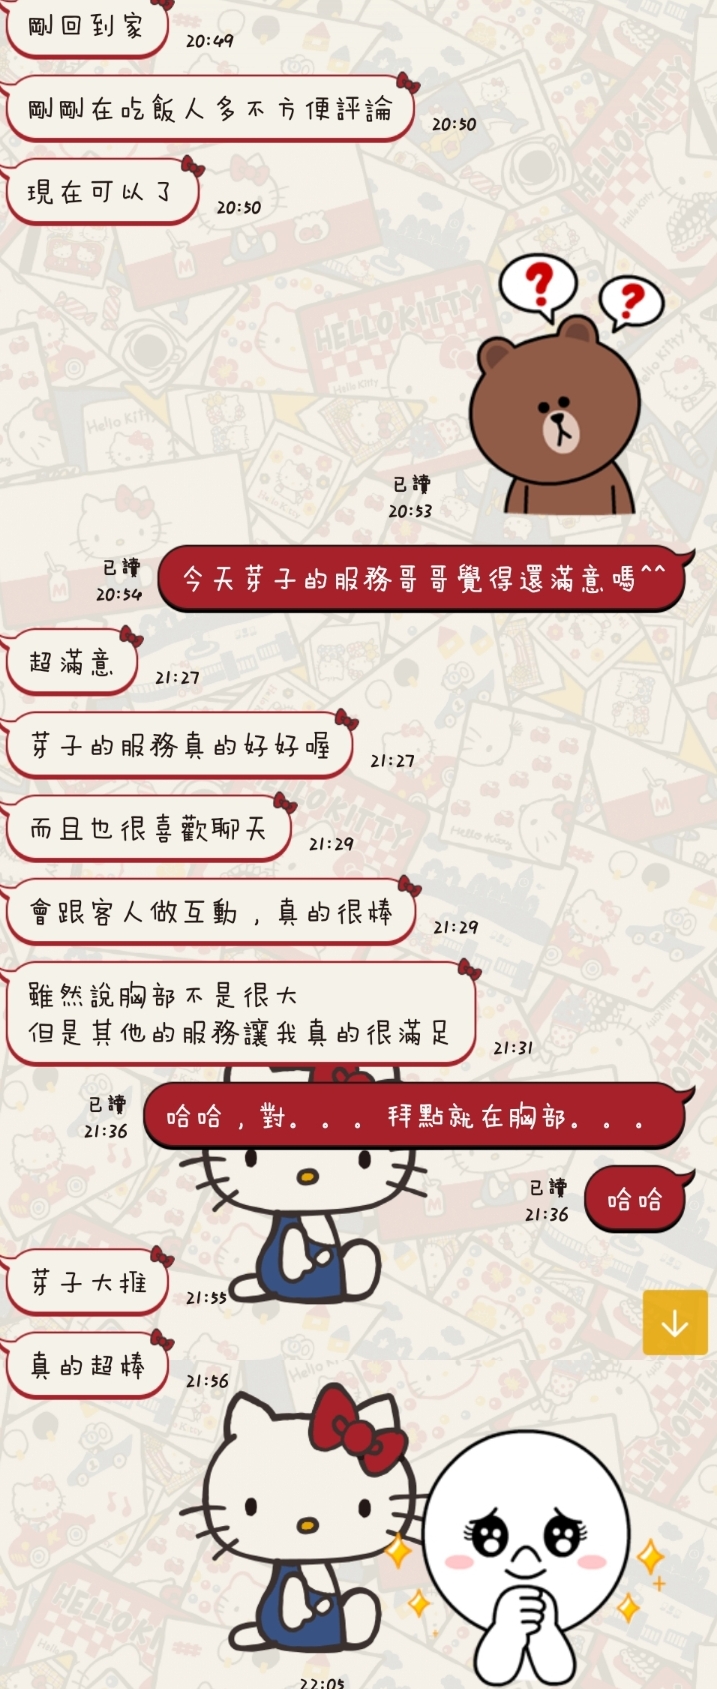 剛回到家
20:49
剛剛在吃飯人多不方便評論
20:50
現在可以了
20:50
?
?
已讀
20:53
已讀
20:54
今天芽子的服務哥哥覺得還滿意嗎^^
超滿意
21:27
芽子的服務真的好好喔
21:27
而且也很喜歡聊天
21:29
會跟客人做互動，真的很棒
21:29
雖然說胸部不是很大
但是其他的服務讓我真的很滿足
21:31
已讀
21:36
哈哈，對。。。拜點就在胸部。。。
已讀
21:36
哈哈
芽子大推
21:55
真的超棒
21:56
22:05
HELLO KITTY